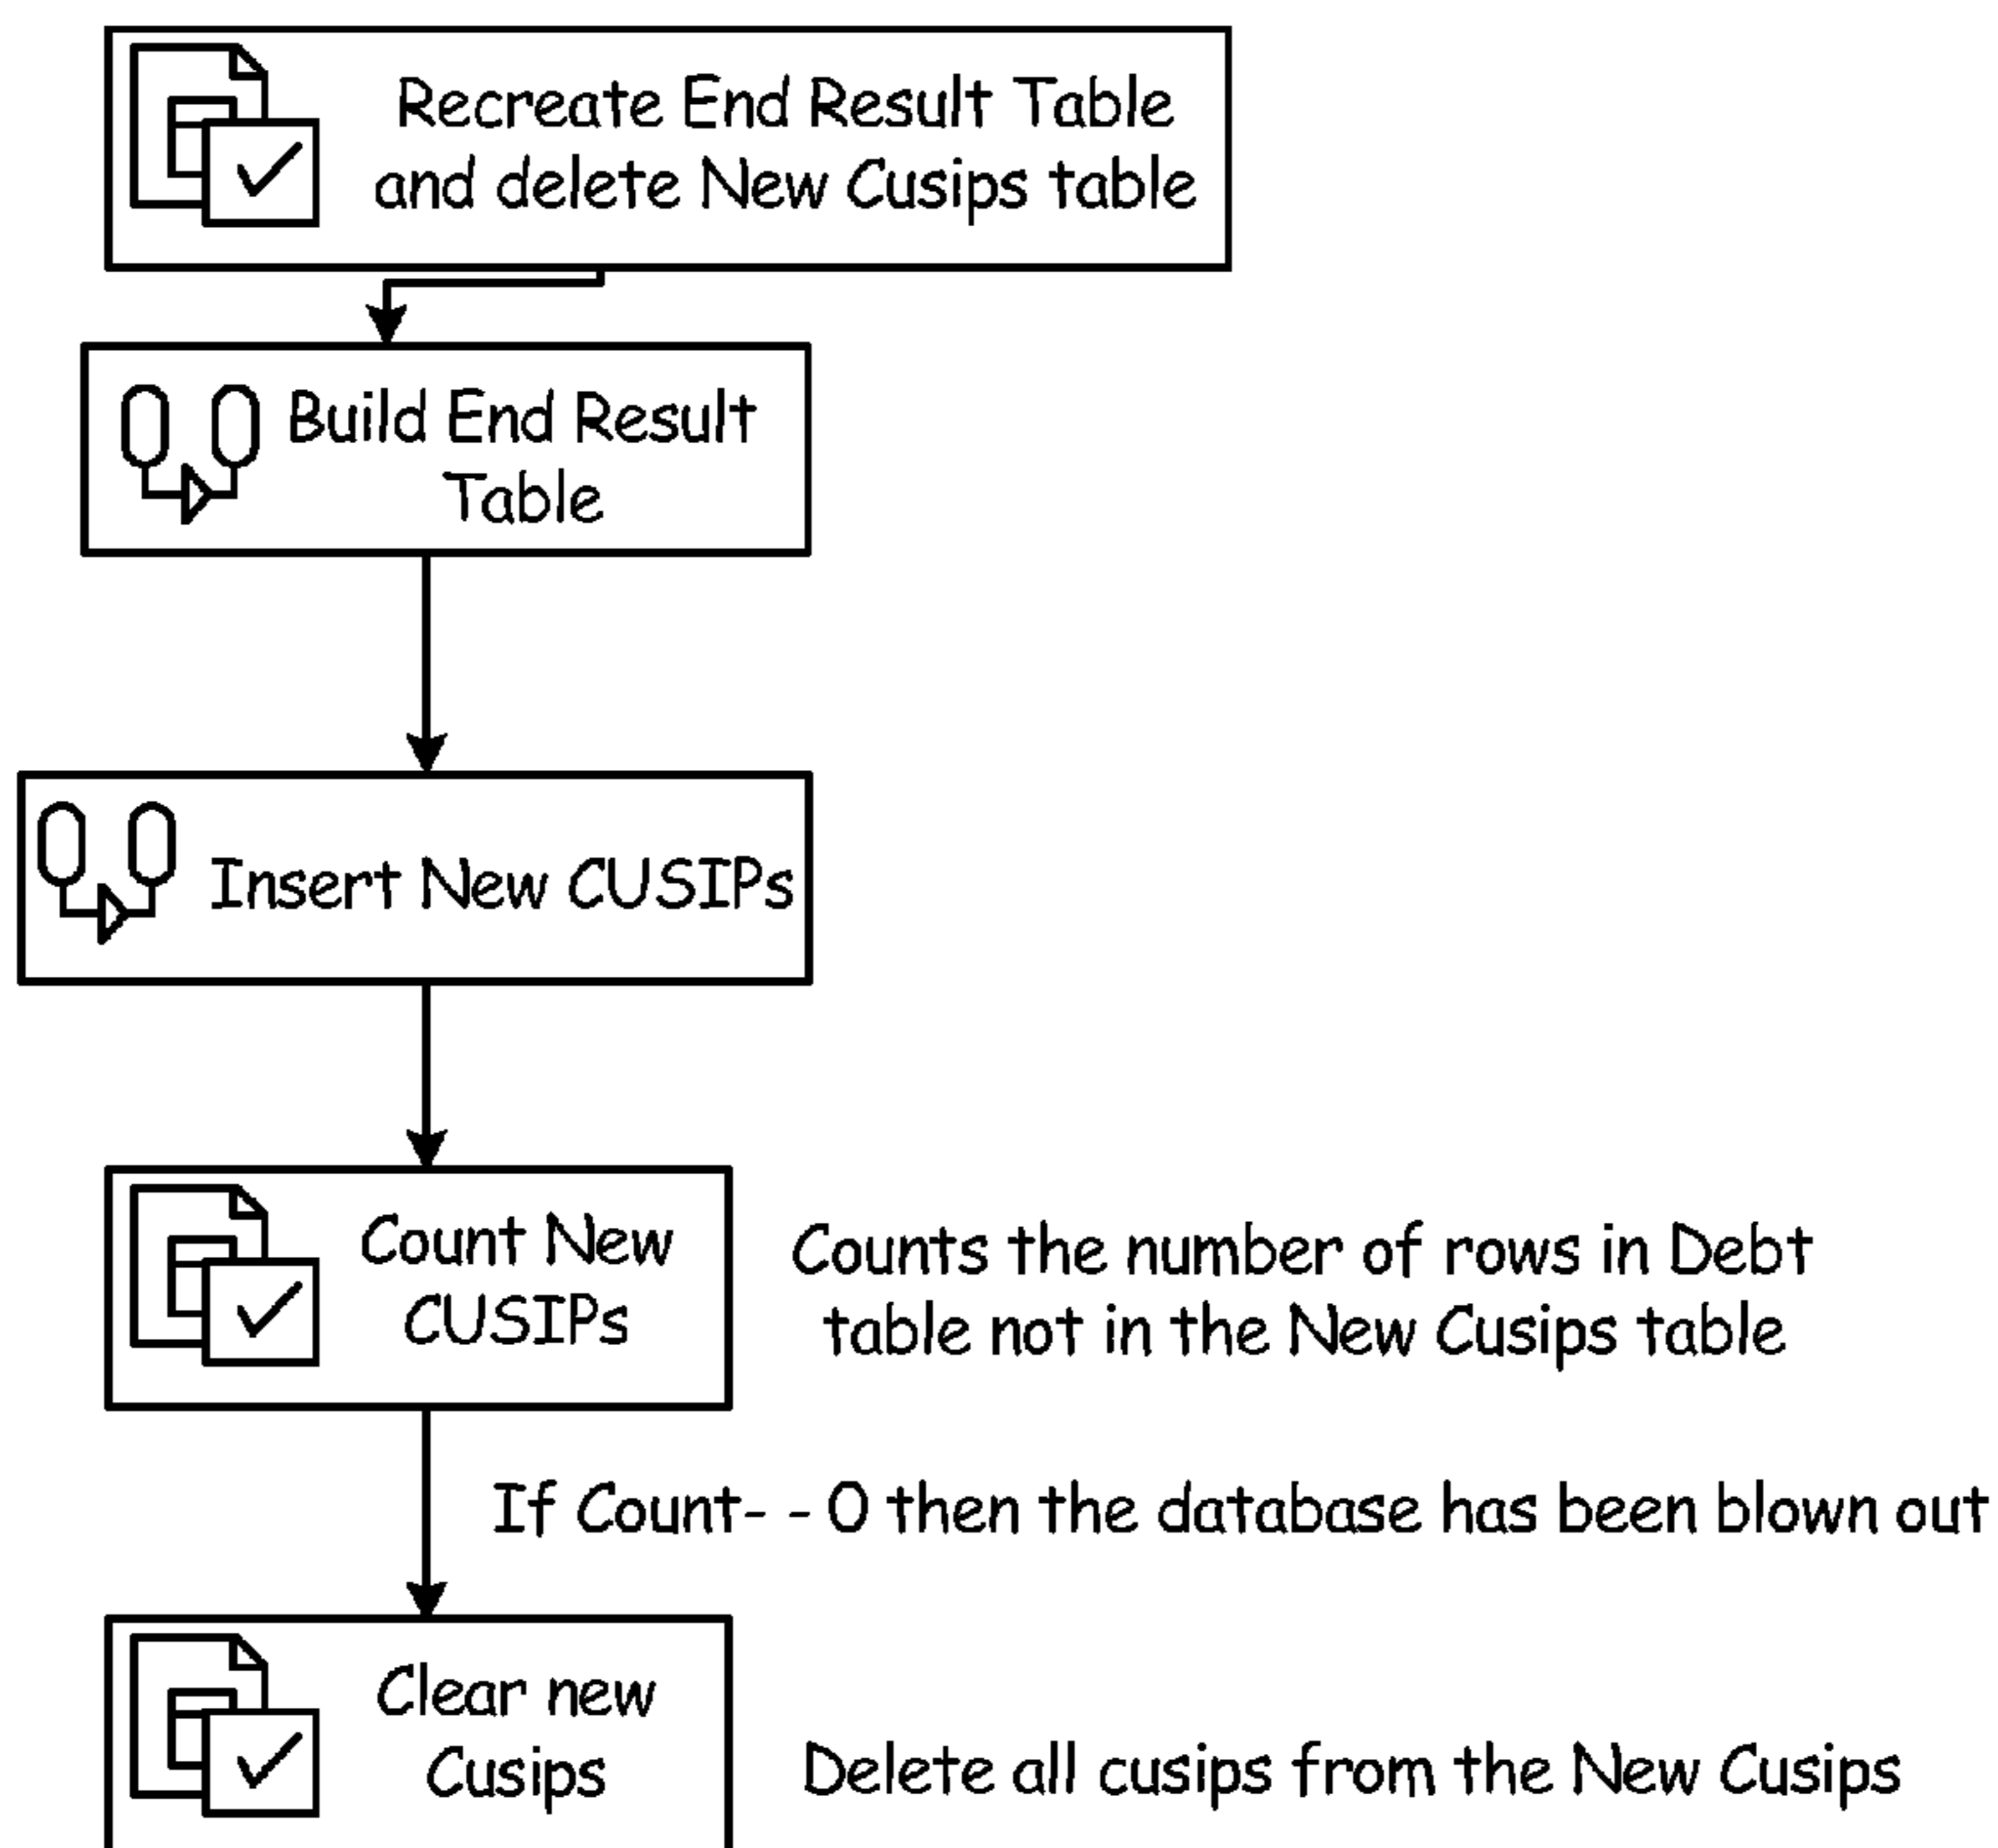 Recreate End Result Table
and delete New Cusips table
Build End Result
Table
Insert New CUSIPs
Count New
CUSIPs
Counts the number of rows in Debt
table not in the New Cusips table
If Count- - 0 then the database has been blown out
Clear new
Cusips
Delete all cusips from the New Cusips